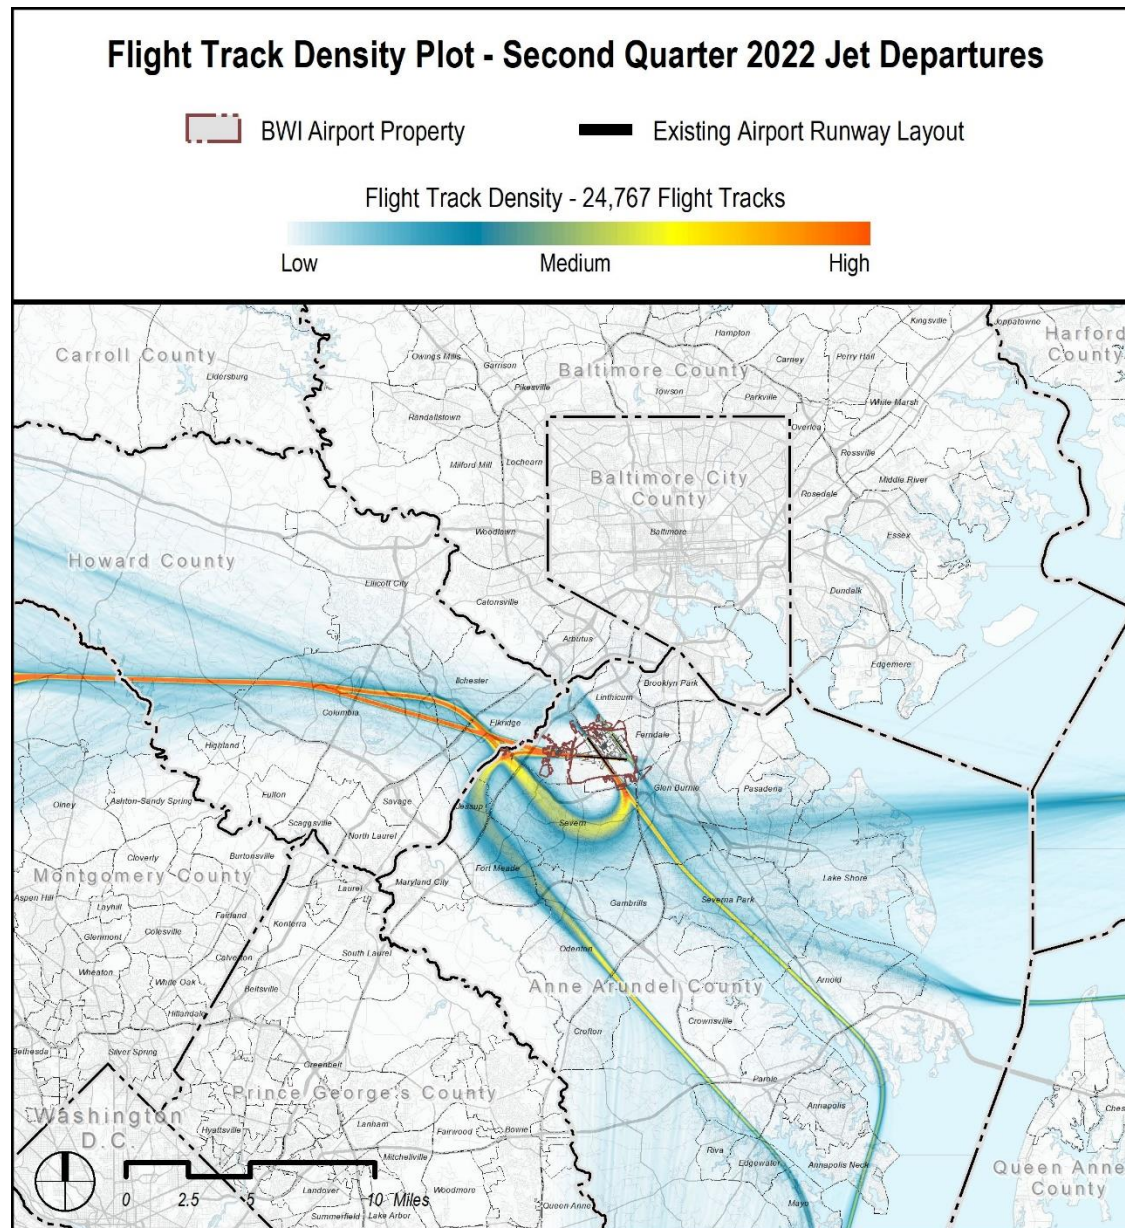 Flight Track Density Plot - Second Quarter 2022 Jet Departures
BWI Airport Property
Existing Airport Runway Layout
Flight Track Density - 24,767 Flight Tracks
Low
Medium
High
Carroll County
Eldersburg
Owings Mills
Garrison
Pikesville
Hampton
Baltimore County
Towson
Carney
Parkville
Perry Hall
Kingsville
Joppatowne
Harford
County
White Marsh
Randallstown
Milford Mill
Lochearn
Overlea
Rossville
Middle River
Rosedale
Baltimore City
County
Baltimore
Essex
Woodlawn
Howard County
Ellicott City
Catonsville
Dundalk
Arbutus
Edgemere
Ilchester
Linthicum
Brooklyn Park
Columbia
Elkridge
Ferndale
Highland
Glen Burnie
Pasadena
Fulton
Savage
Jessup
Olney
Ashton-Sandy Spring
Scaggsville
North Laurel
Severn
Cloverly
Burtonsville
Montgomery County
Laurel
Maryland City
Fort Meade
Lake Shore
Aspen Hill
Layhill
Fairland
Konterra
Gambrills
Severna Park
Glenmont
Colesville
Calverton
South Laurel
Odenton
Wheaton
White Oak
Beltsville
Arnold
Anne Arundel County
Hillandale
Crofton
Crownsville
Bethesda
Silver Spring
Greenbelt
Parole
Prince George's County
Annapolis
Washington
D.C.
Hyattsville
Lanham
Fairwood
Bowie
Mitchellville
Riva
Edgewater
Annapolis Neck
Queen Anne
County
Landover
Woodmore
Mayo
Queen Anne
Summerfield
Lake Arbor
0
2.5
5
10 Miles